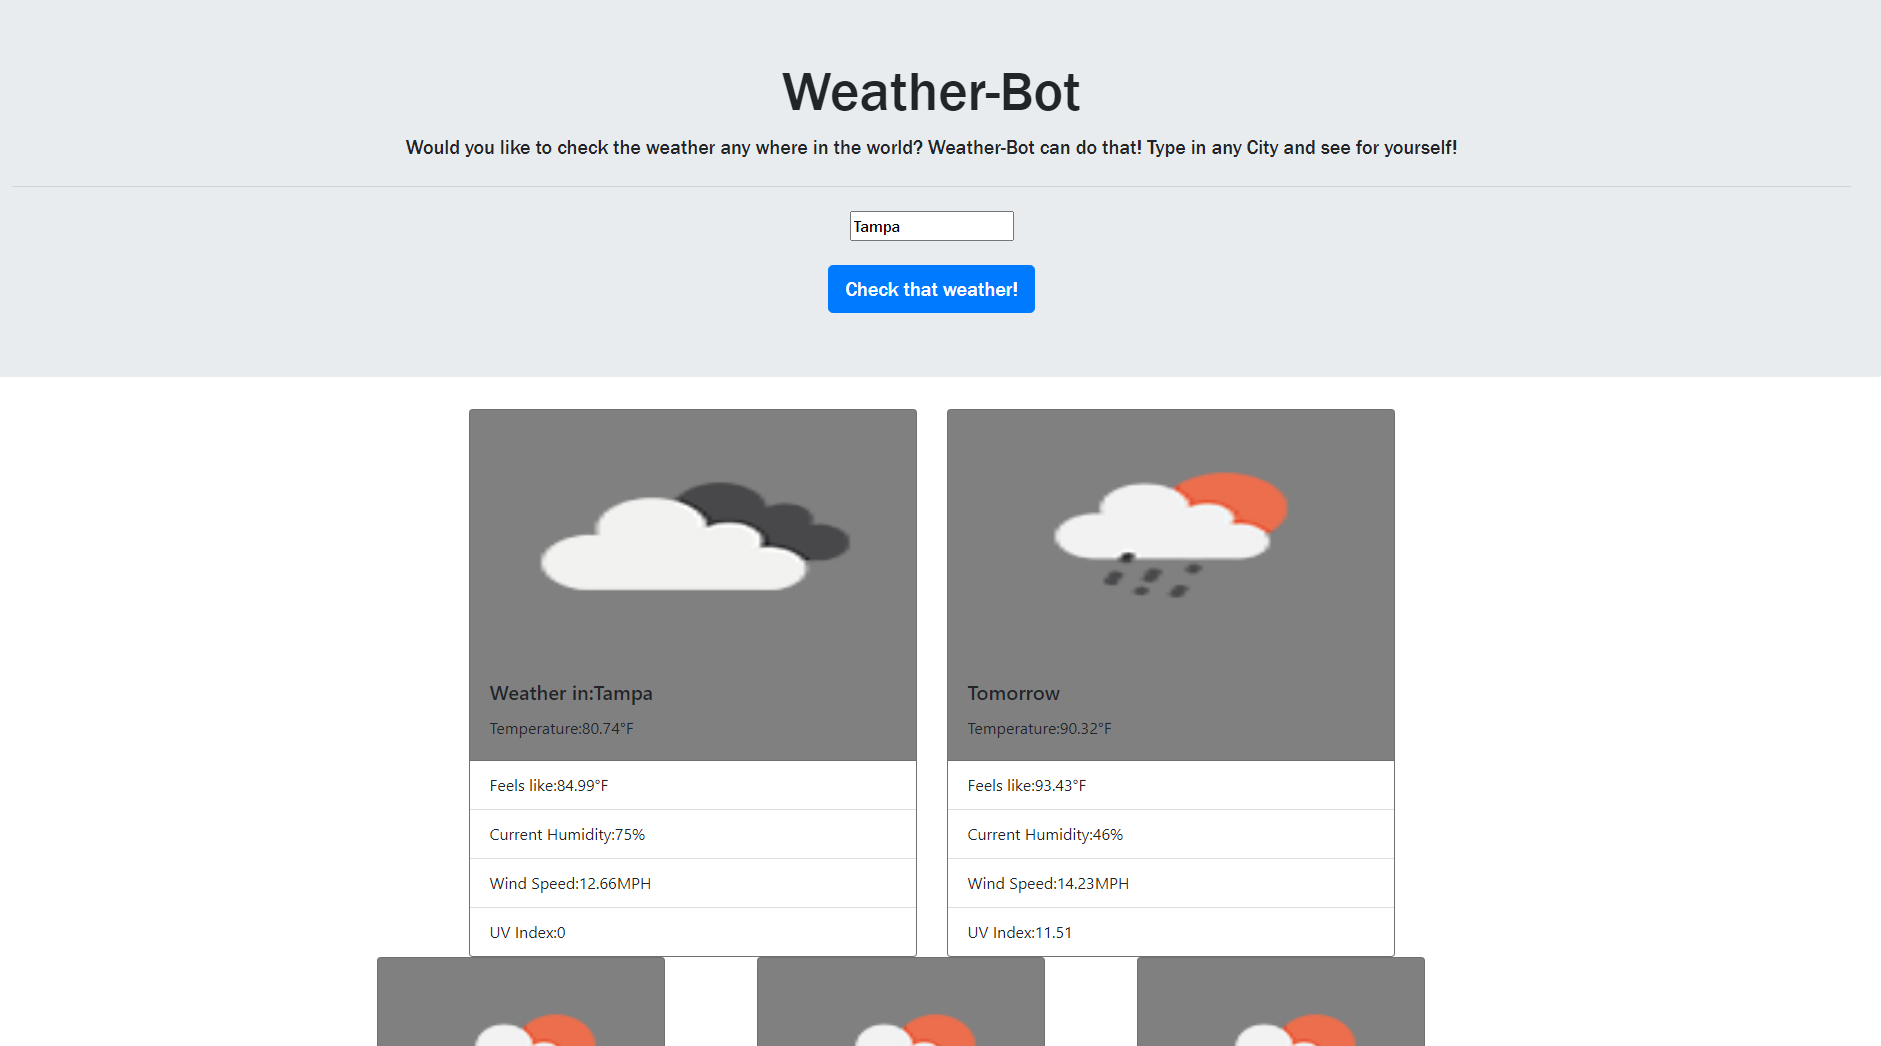 Weather-Bot
Would you like to check the weather any where in the world? Weather-Bot can do that! Type in any City and see for yourself!
Tampa
Check that weather!
Weather in:Tampa
Temperature:80.74°F
Feels like:84.99°F
Current Humidity:75%
Wind Speed:12.66MPH
UV Index:0
Tomorrow
Temperature:90.32°F
Feels like:93.43°F
Current Humidity:46%
Wind Speed:14.23MPH
UV Index:11.51